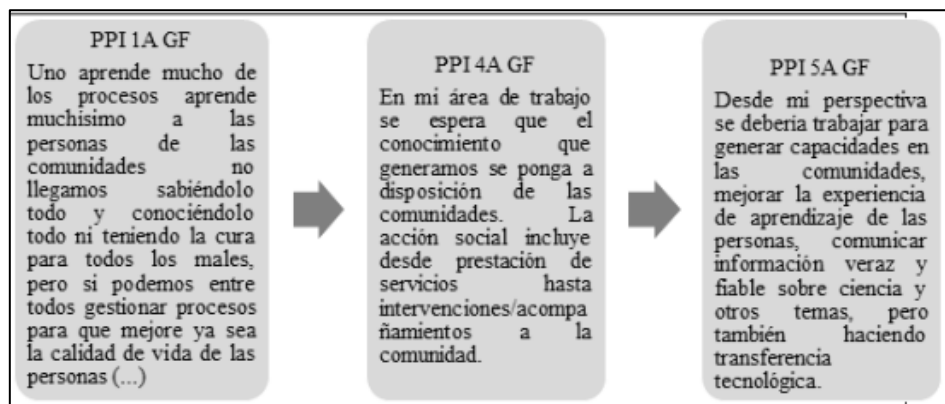 PPI 1A GF
Uno aprende mucho de
los procesos aprende
muchísimo a las
personas de las
comunidades no
llegamos sabiéndolo
todo y conociéndolo
todo ni teniendo la cura
para todos los males,
pero si podemos entre
todos gestionar procesos
para que mejore ya sea
la calidad de vida de las
personas (...)
PPI 4A GF
En mi área de trabajo
se espera que el
conocimiento que
generamos se ponga a
disposición de las
comunidades. La
acción social incluye
desde prestación de
servicios hasta
intervenciones/acompa
ñamientos a la
comunidad.
PPI 5A GF
Desde mi perspectiva
se debería trabajar para
generar capacidades en
las comunidades,
mejorar la experiencia
de aprendizaje de las
personas, comunicar
información veraz y
fiable sobre ciencia y
otros temas, pero
también haciendo
transferencia
tecnológica.